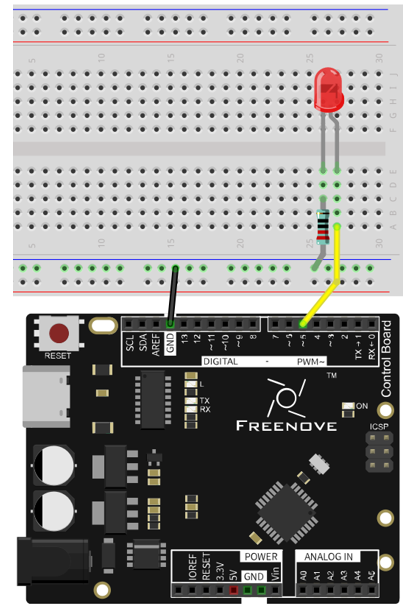 5 10 15 20 25 30
J
I
H
G
F
E
D
C
B
A
5 10 15 20 25 30
SCL
SDA
AREF
GND
13
12
~11
~10
~9
8
7
~6
~5
4
~3
2
TX→1
RX←0
DIGITAL - PWM~
RESET
Control Board
L
TX
RX
™
FREENOVE
ON
ICSP
POWER
ANALOG IN
IOREF
RESET
3.3V
5V
GND
Vin
A0
A1
A2
A3
A4
A5